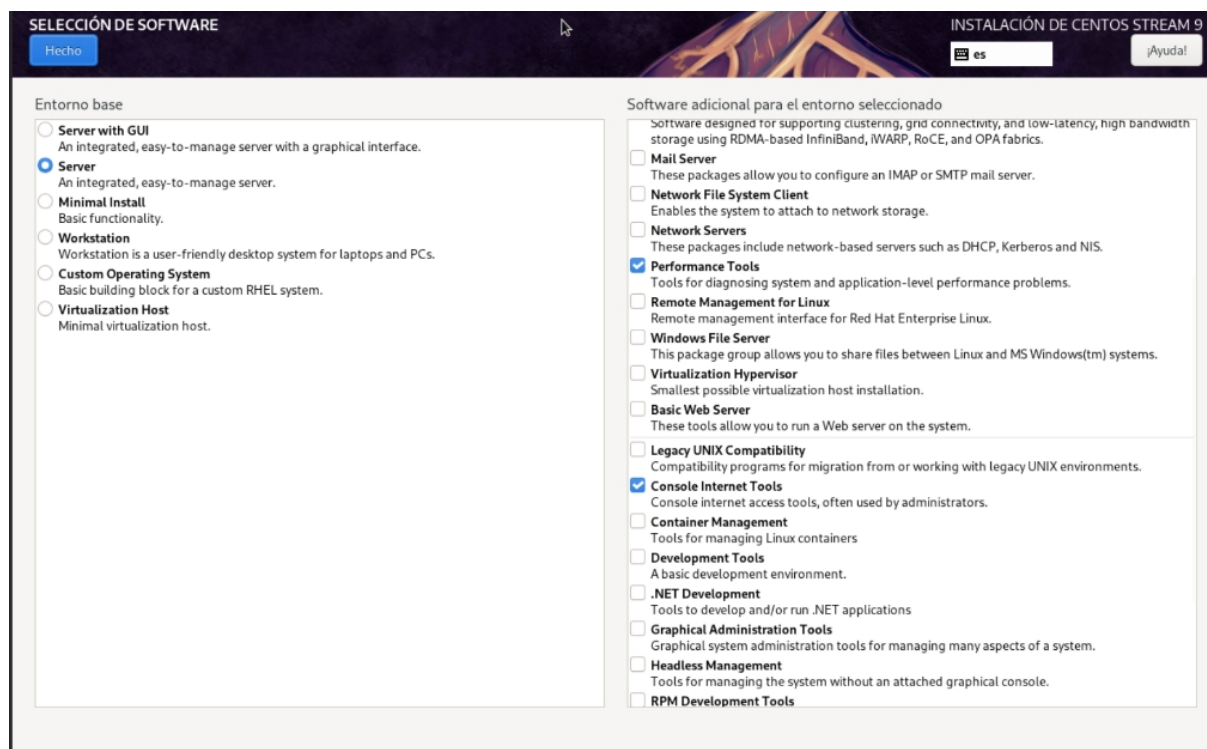 SELECCIÓN DE SOFTWARE
INSTALACIÓN DE CENTOS STREAM 9
Hecho
es
¡Ayuda!
Entorno base
Server with GUI
An integrated, easy-to-manage server with a graphical interface.
Server
An integrated, easy-to-manage server.
Minimal Install
Basic functionality.
Workstation
Workstation is a user-friendly desktop system for laptops and PCs.
Custom Operating System
Basic building block for a custom RHEL system.
Virtualization Host
Minimal virtualization host.
Software adicional para el entorno seleccionado
Software designed for supporting clustering, grid connectivity, and low-latency, high bandwidth
storage using RDMA-based InfiniBand, iWARP, RoCE, and OPA fabrics.
Mail Server
These packages allow you to configure an IMAP or SMTP mail server.
Network File System Client
Enables the system to attach to network storage.
Network Servers
These packages include network-based servers such as DHCP, Kerberos and NIS.
Performance Tools
Tools for diagnosing system and application-level performance problems.
Remote Management for Linux
Remote management interface for Red Hat Enterprise Linux.
Windows File Server
This package group allows you to share files between Linux and MS Windows(tm) systems.
Virtualization Hypervisor
Smallest possible virtualization host installation.
Basic Web Server
These tools allow you to run a Web server on the system.
Legacy UNIX Compatibility
Compatibility programs for migration from or working with legacy UNIX environments.
Console Internet Tools
Console internet access tools, often used by administrators.
Container Management
Tools for managing Linux containers
Development Tools
A basic development environment.
.NET Development
Tools to develop and/or run .NET applications
Graphical Administration Tools
Graphical system administration tools for managing many aspects of a system.
Headless Management
Tools for managing the system without an attached graphical console.
RPM Development Tools